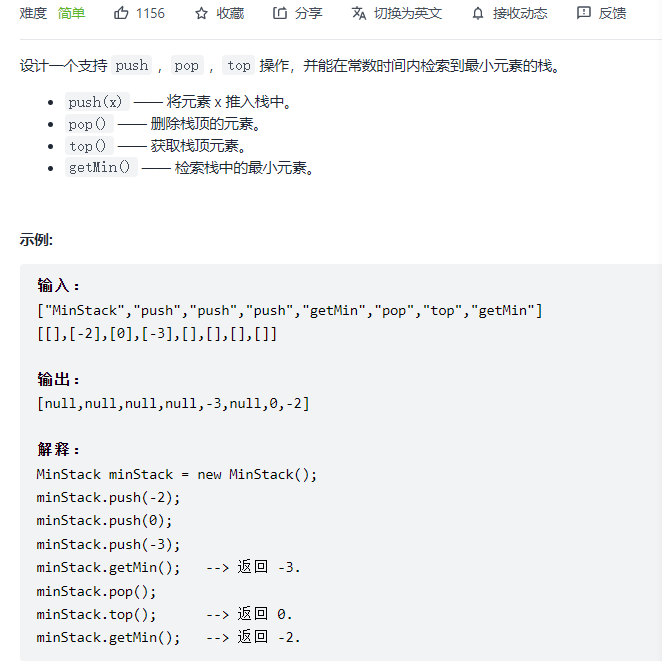 难度 简单 1156 收藏 分享 切换为英文 接收动态 反馈
设计一个支持 push ，pop ，top 操作，并能在常数时间内检索到最小元素的栈。
• push(x) —— 将元素 x 推入栈中。
• pop() —— 删除栈顶的元素。
• top() —— 获取栈顶元素。
• getMin() —— 检索栈中的最小元素。
示例:
输入：
["MinStack","push","push","push","getMin","pop","top","getMin"]
[[],[-2],[0],[-3],[],[],[],[]]
输出：
[null,null,null,null,-3,null,0,-2]
解释：
MinStack minStack = new MinStack();
minStack.push(-2);
minStack.push(0);
minStack.push(-3);
minStack.getMin();   --> 返回 -3.
minStack.pop();
minStack.top();      --> 返回 0.
minStack.getMin();   --> 返回 -2.